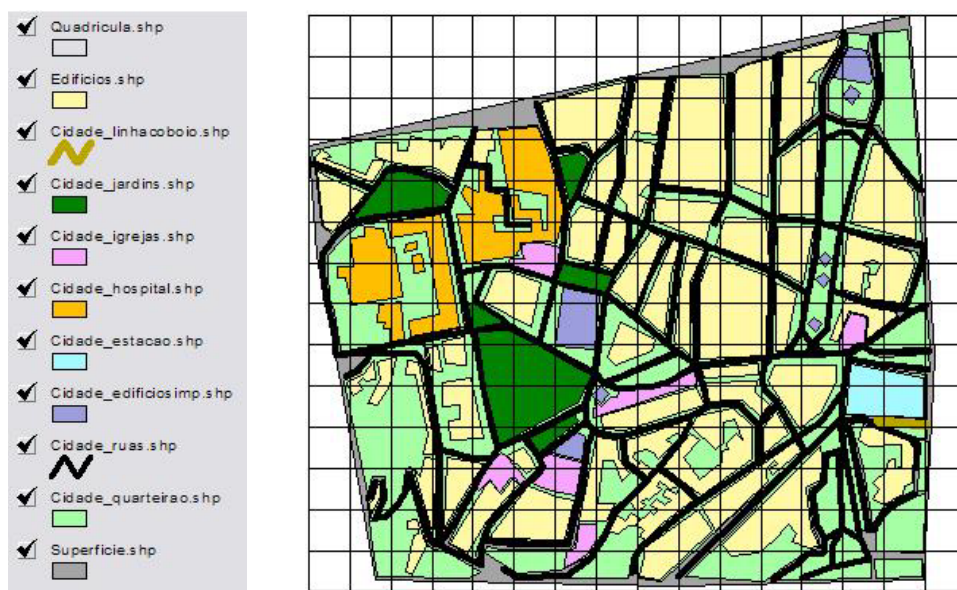 Quadricula.shp
Edificios.shp
Cidade_linhacoboio.shp
Cidade_jardins.shp
Cidade_igrejas.shp
Cidade_hospital.shp
Cidade_estacao.shp
Cidade_edificiosimp.shp
Cidade_ruas.shp
Cidade_quarteirao.shp
Superficie.shp